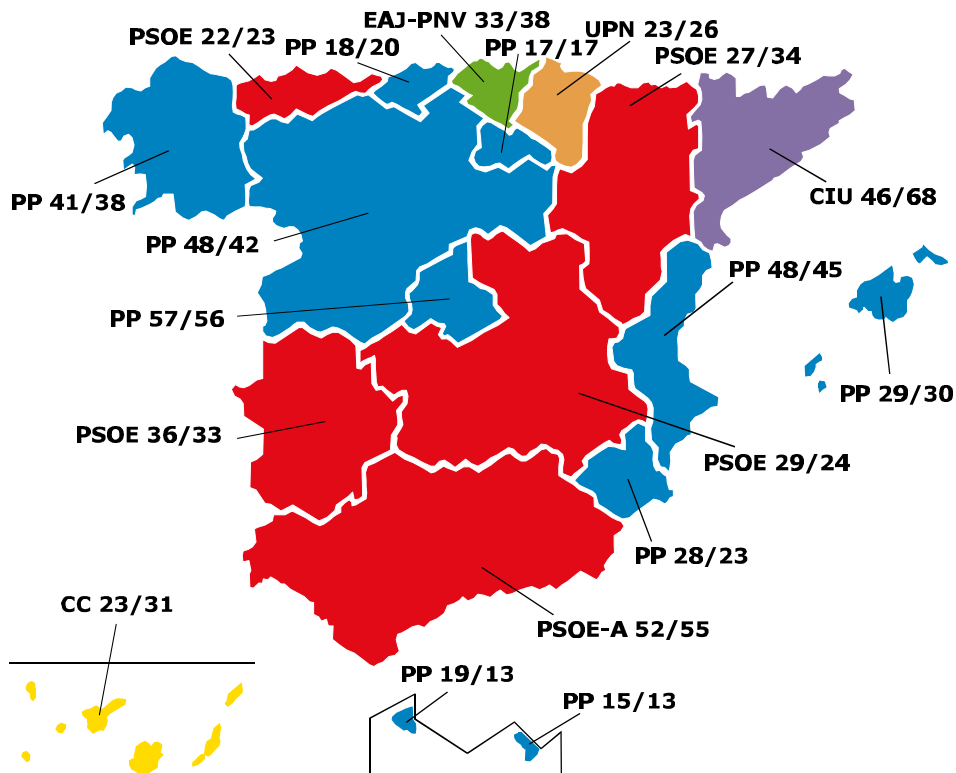 EAJ-PNV 33/38
UPN 23/26
PSOE 22/23
PP 18/20
PP 17/17
PSOE 27/34
PP 41/38
CIU 46/68
PP 48/42
PP 48/45
PP 57/56
PP 29/30
PSOE 36/33
PSOE 29/24
PP 28/23
CC 23/31
PSOE-A 52/55
PP 19/13
PP 15/13